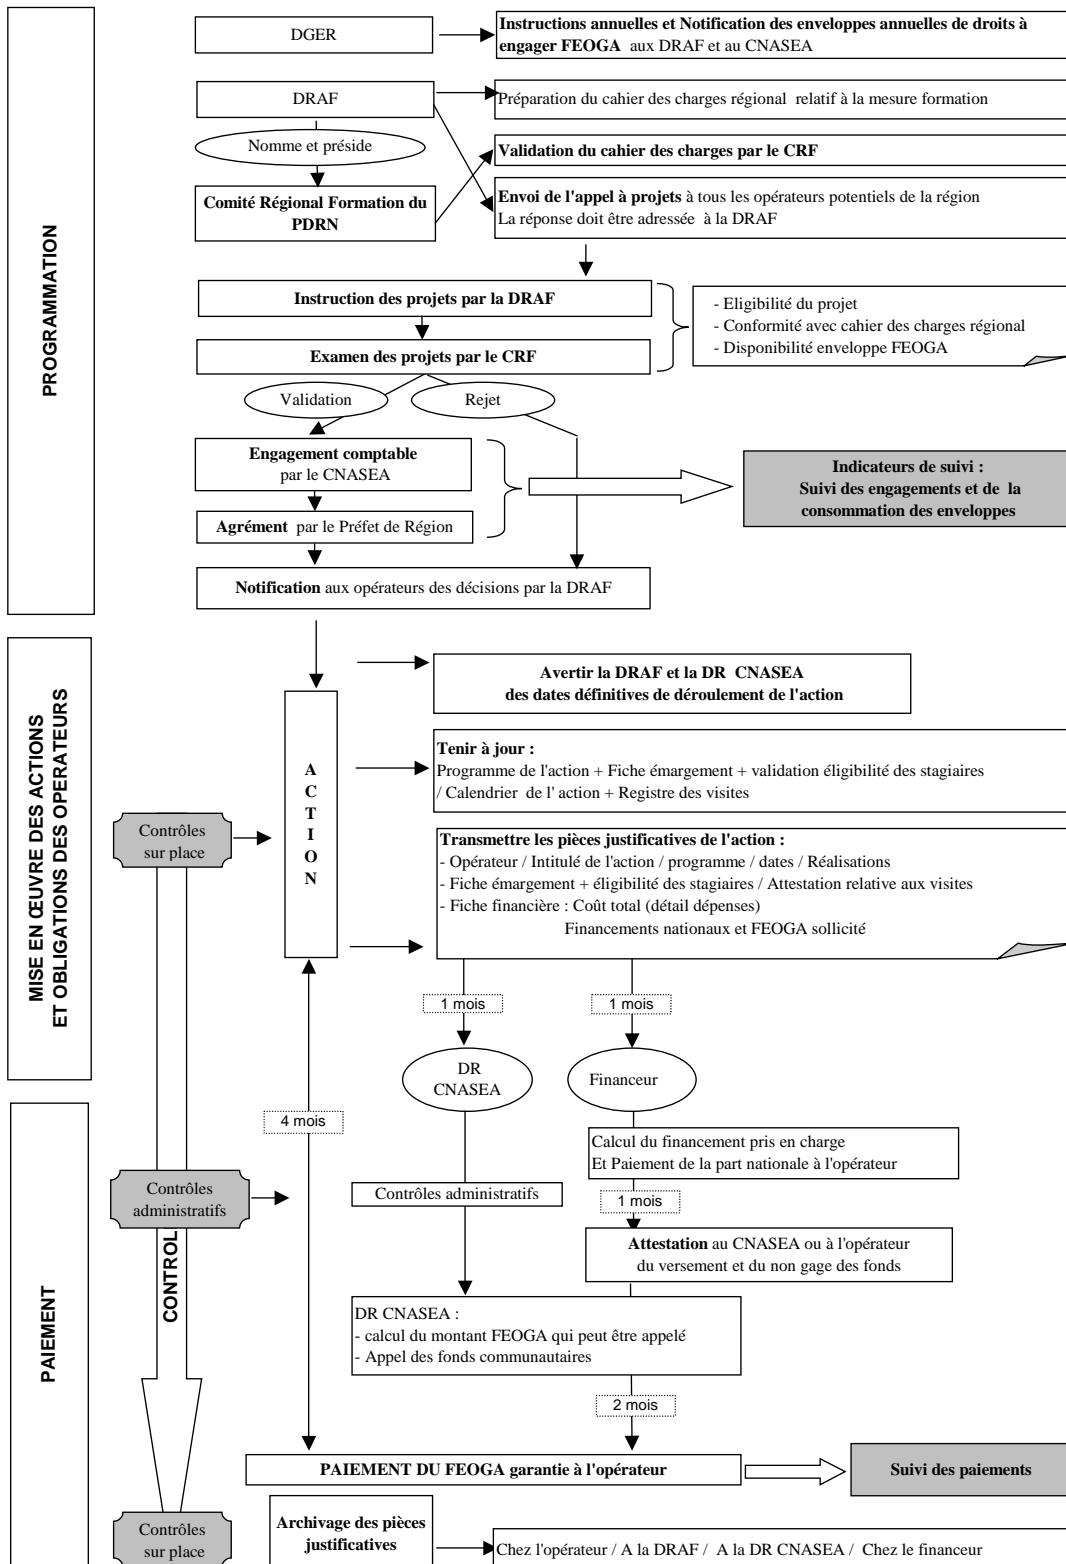 PROGRAMMATION
DGER
Instructions annuelles et Notification des enveloppes annuelles de droits à
engager FEOGA aux DRAF et au CNASEA
DRAF
Préparation du cahier des charges régional relatif à la mesure formation
Nomme et préside
Validation du cahier des charges par le CRF
Comité Régional Formation du
PDRN
Envoi de l'appel à projets à tous les opérateurs potentiels de la région
La réponse doit être adressée à la DRAF
Instruction des projets par la DRAF
- Eligibilité du projet
- Conformité avec cahier des charges régional
- Disponibilité enveloppe FEOGA
Examen des projets par le CRF
Validation
Rejet
Engagement comptable
par le CNASEA
Indicateurs de suivi :
Suivi des engagements et de la
consommation des enveloppes
Agrément par le Préfet de Région
Notification aux opérateurs des décisions par la DRAF
MISE EN ŒUVRE DES ACTIONS
ET OBLIGATIONS DES OPERATEURS
Avertir la DRAF et la DR CNASEA
des dates définitives de déroulement de l'action
ACTION
Tenir à jour :
Programme de l'action + Fiche émargement + validation éligibilité des stagiaires
/ Calendrier de l' action + Registre des visites
Contrôles
sur place
Transmettre les pièces justificatives de l'action :
- Opérateur / Intitulé de l'action / programme / dates / Réalisations
- Fiche émargement + éligibilité des stagiaires / Attestation relative aux visites
- Fiche financière : Coût total (détail dépenses)
Financements nationaux et FEOGA sollicité
1 mois
1 mois
DR
CNASEA
Financeur
PAIEMENT
4 mois
Calcul du financement pris en charge
Et Paiement de la part nationale à l'opérateur
Contrôles
administratifs
Contrôles administratifs
1 mois
CONTROL
Attestation au CNASEA ou à l'opérateur
du versement et du non gage des fonds
DR CNASEA :
- calcul du montant FEOGA qui peut être appelé
- Appel des fonds communautaires
2 mois
PAIEMENT DU FEOGA garantie à l'opérateur
Suivi des paiements
Contrôles
sur place
Archivage des pièces
justificatives
Chez l'opérateur / A la DRAF / A la DR CNASEA / Chez le financeur